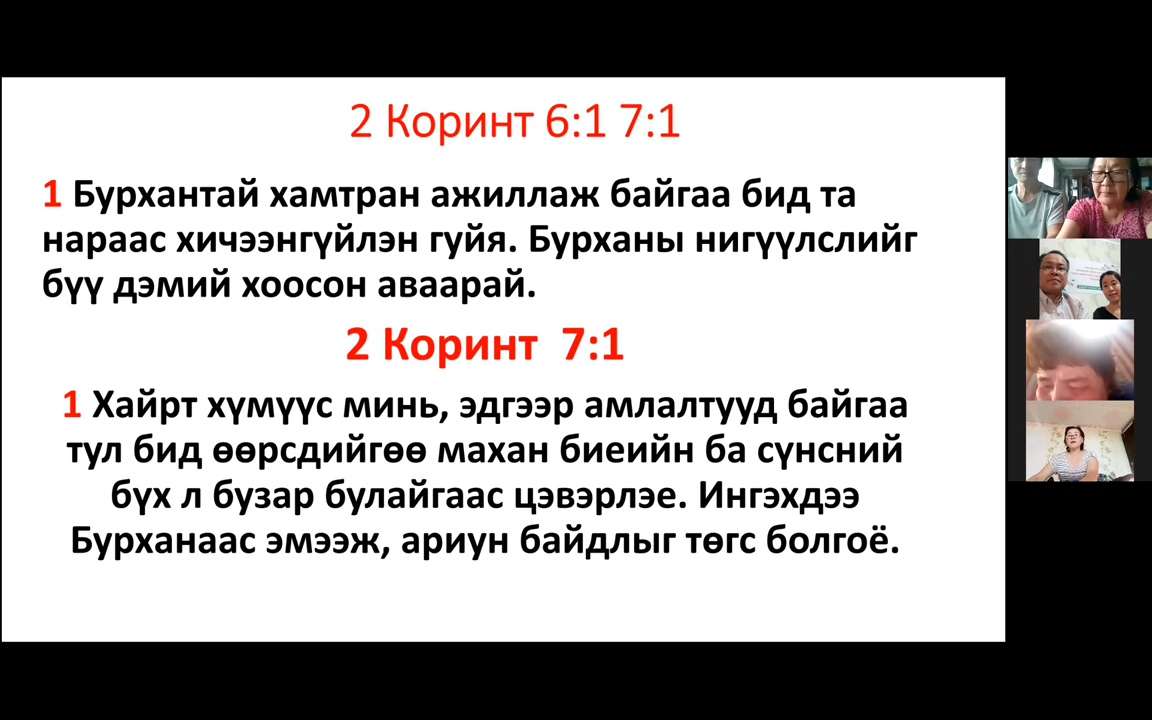 2 Коринт 6:1 7:1
1 Бурхантай хамтран ажиллаж байгаа бид та
нараас хичээнгүйлэн гуйя. Бурханы нигүүлслийг
бүү дэмий хоосон аваарай.
2 Коринт 7:1
1 Хайрт хүмүүс минь, эдгээр амлалтууд байгаа
тул бид өөрсдийгөө махан биеийн ба сүнсний
бүх л бузар булайгаас цэвэрлэе. Ингэхдээ
Бурханаас эмээж, ариун байдлыг төгс болгоё.